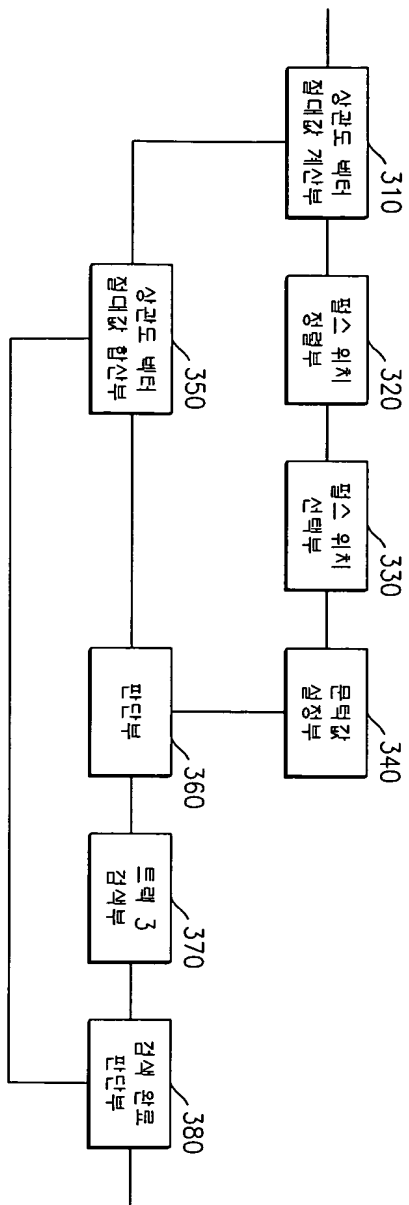 상관도 벡터
절대값 계산부
310
펄스 위치
정렬부
320
펄스 위치
선택부
330
문턱값
설정부
340
상관도 벡터
절대값 합산부
350
판단부
360
트랙 3
검색부
370
검색 완료
판단부
380